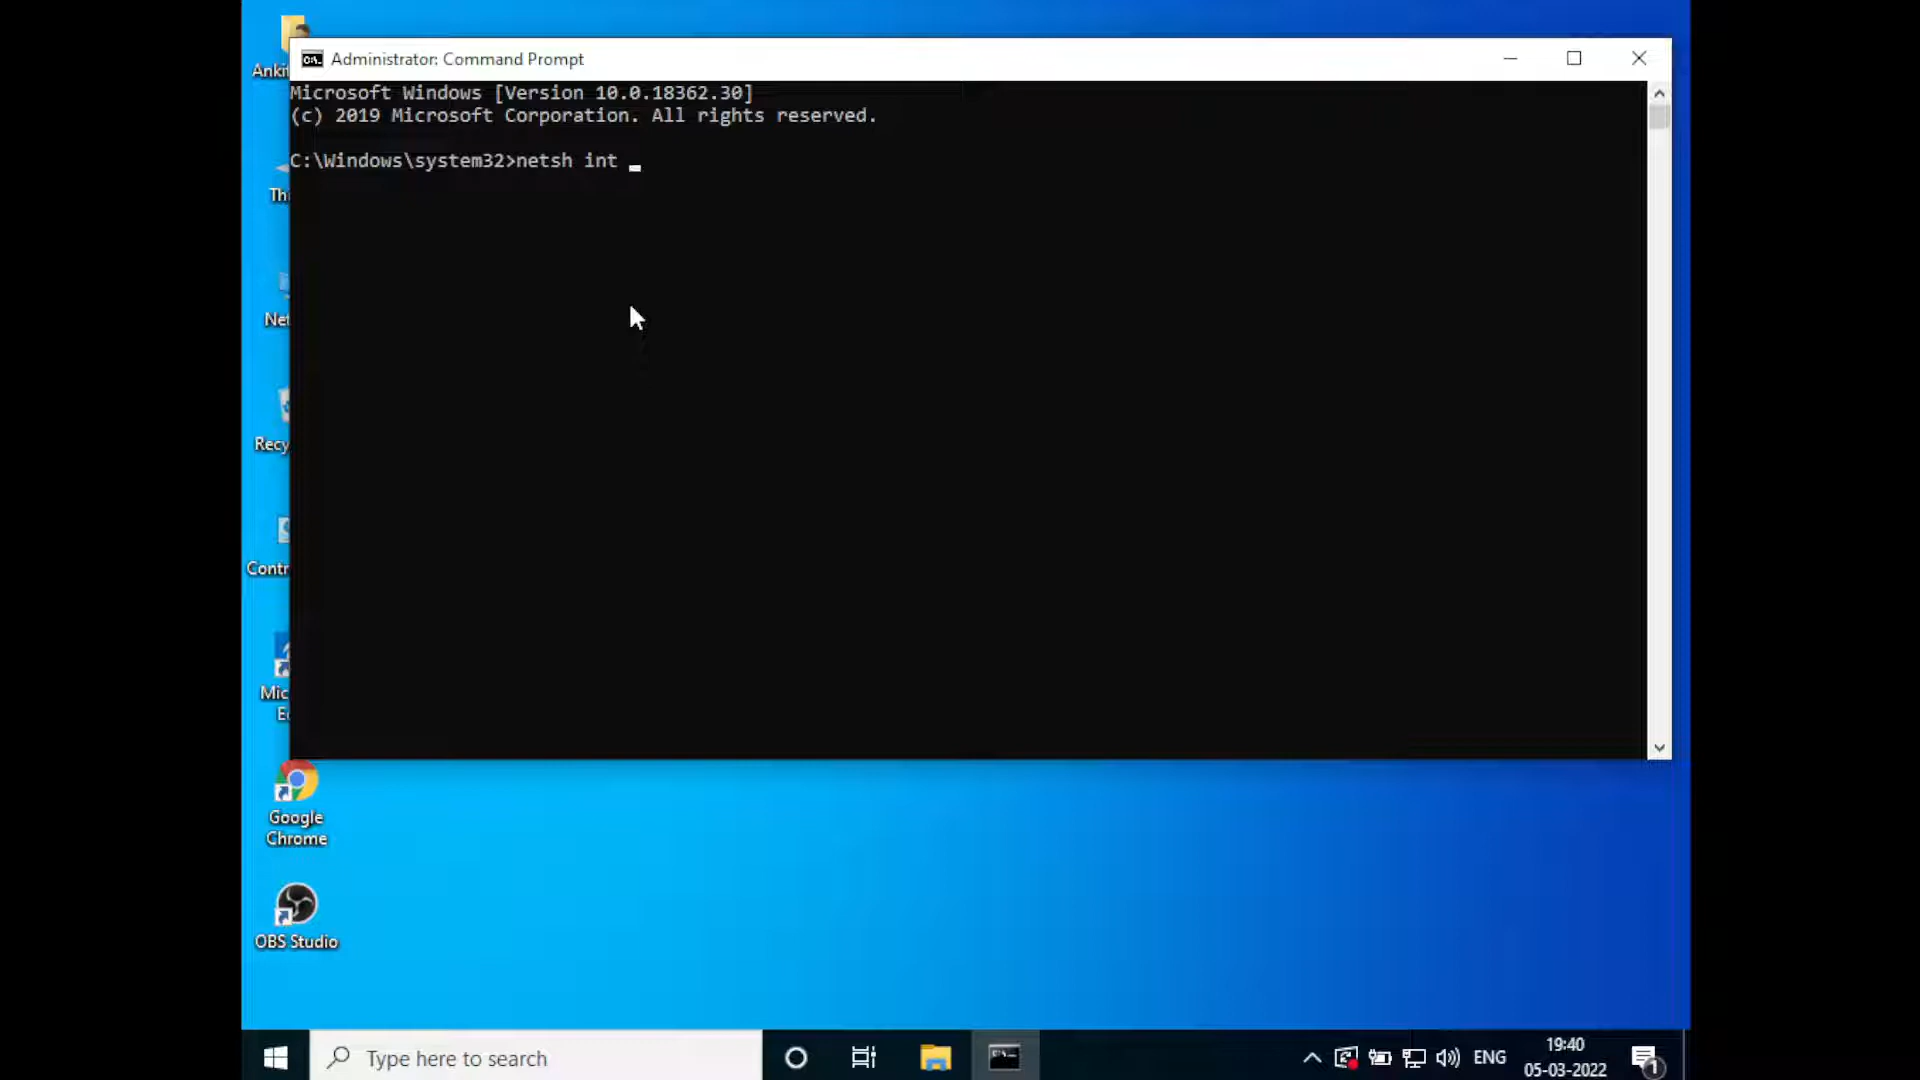 Administrator: Command Prompt
Microsoft Windows [Version 10.0.18362.30]
(c) 2019 Microsoft Corporation. All rights reserved.
C:\Windows\system32>netsh int
Anki
Thi
Net
Recy
Contr
Mic
E
Google
Chrome
OBS Studio
Type here to search
ENG
19:40
05-03-2022
1